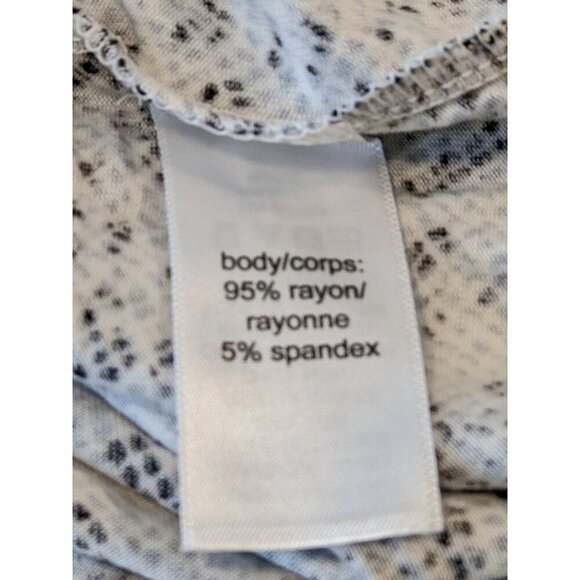 body/corps:
95% rayon/
rayonne
5% spandex